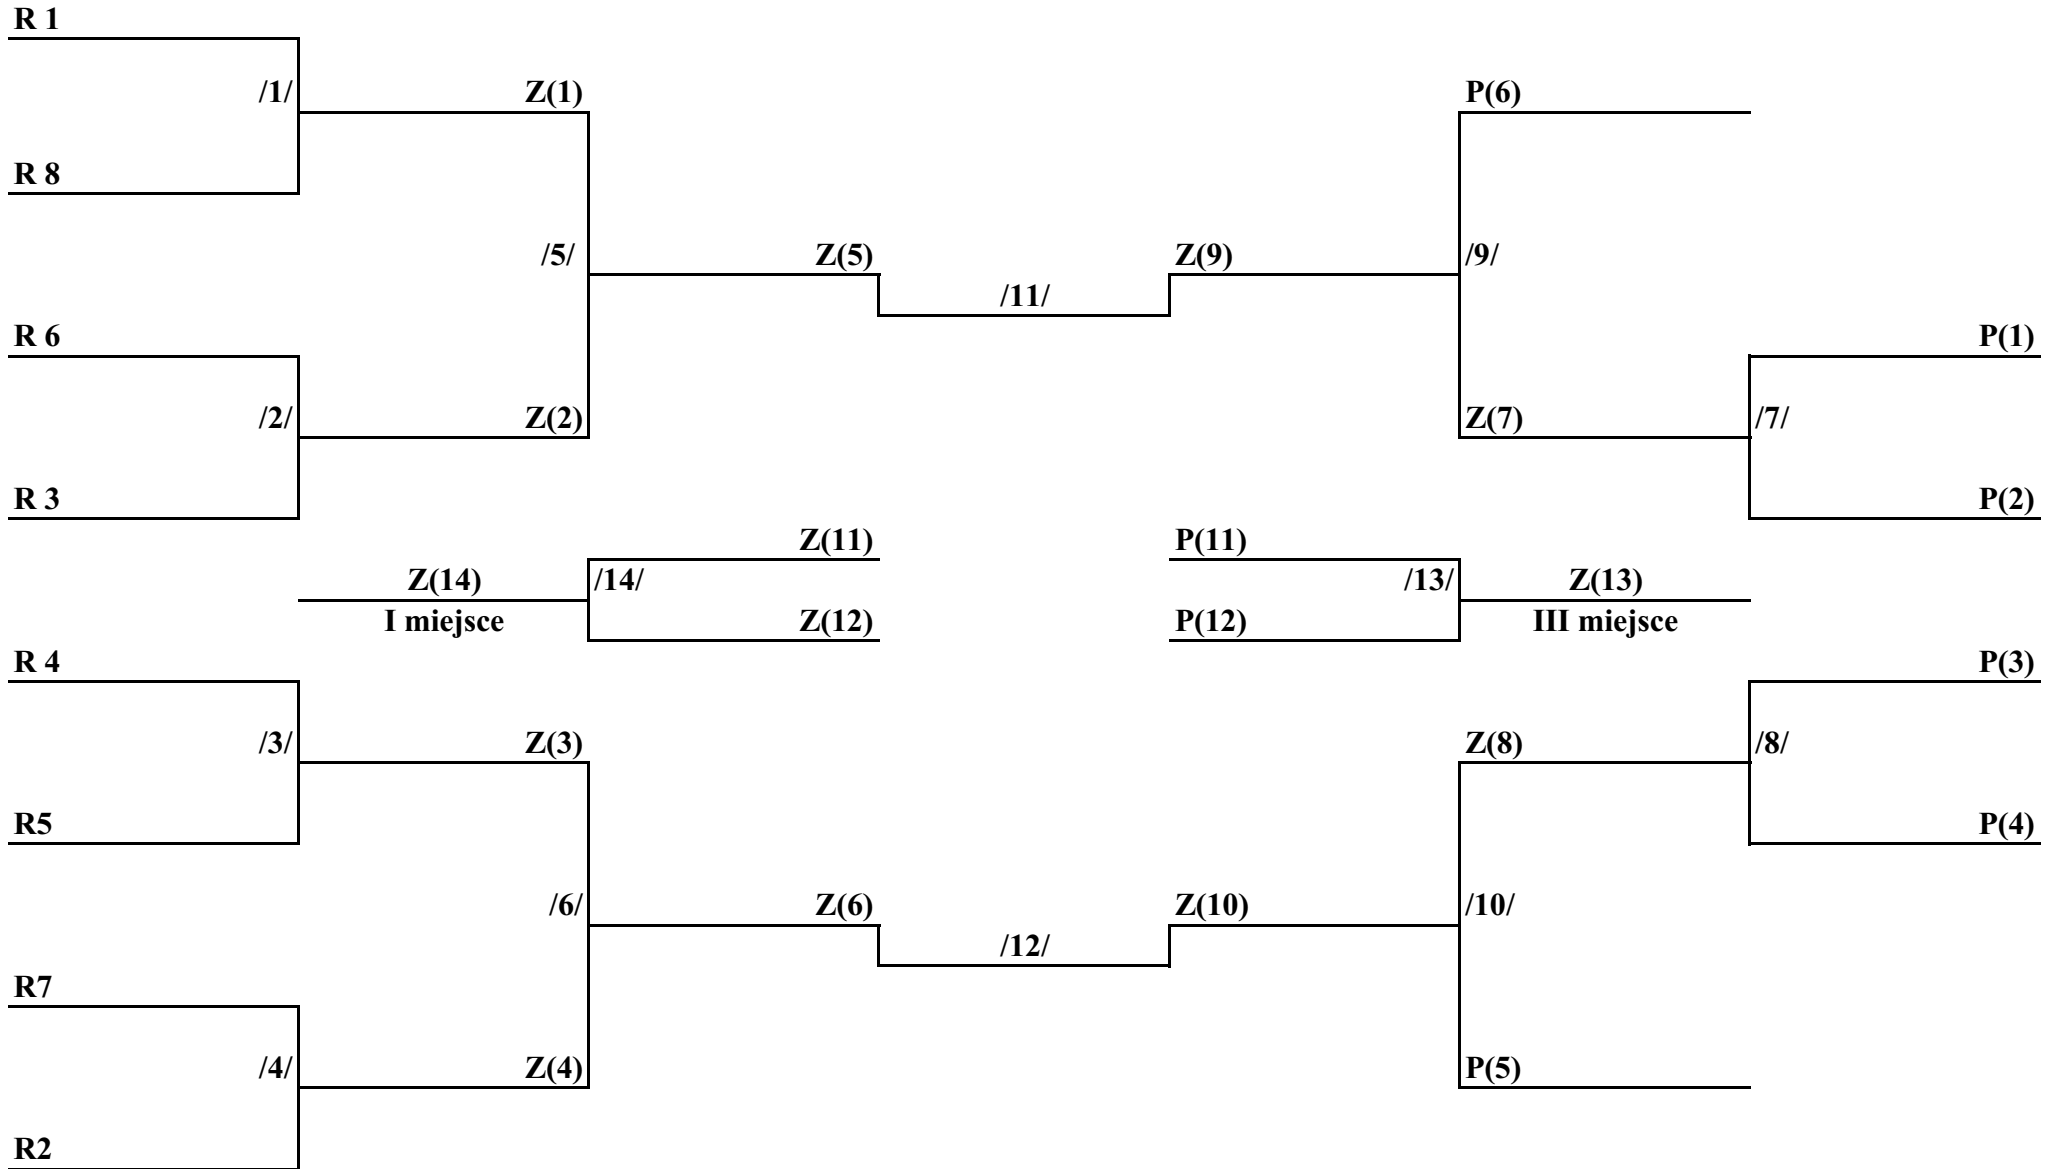 R 1
/1/ Z(1) P(6)
R 8
/5/ Z(5) Z(9) /9/
/11/
R 6 P(1)
/2/ Z(2) Z(7) /7/
R 3 P(2)
Z(11) P(11)
Z(14) /14/ /13/ Z(13)
I miejsce Z(12) P(12) III miejsce
R 4 P(3)
/3/ Z(3) Z(8) /8/
R5 P(4)
/6/ Z(6) Z(10) /10/
/12/
R7
/4/ Z(4) P(5)
R2